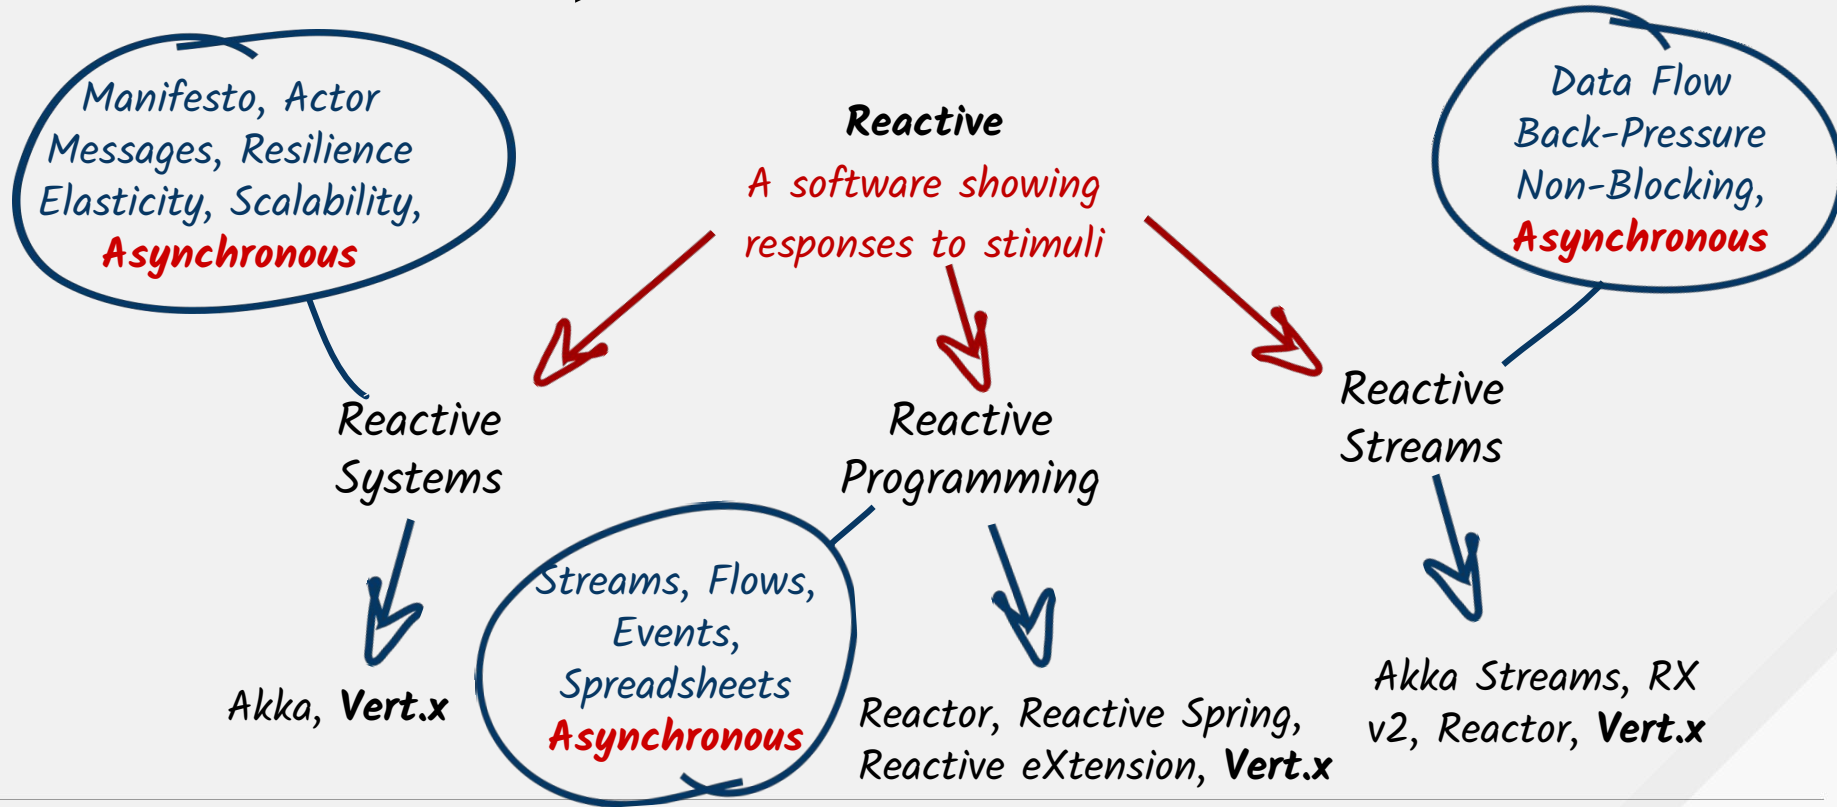 Manifesto, Actor
Messages, Resilience
Elasticity, Scalability,
Asynchronous
Reactive
A software showing
responses to stimuli
Data Flow
Back-Pressure
Non-Blocking,
Asynchronous
Reactive
Systems
Reactive
Programming
Reactive
Streams
Akka, Vert.x
Streams, Flows,
Events,
Spreadsheets
Asynchronous
Reactor, Reactive Spring,
Reactive eXtension, Vert.x
Akka Streams, RX
v2, Reactor, Vert.x